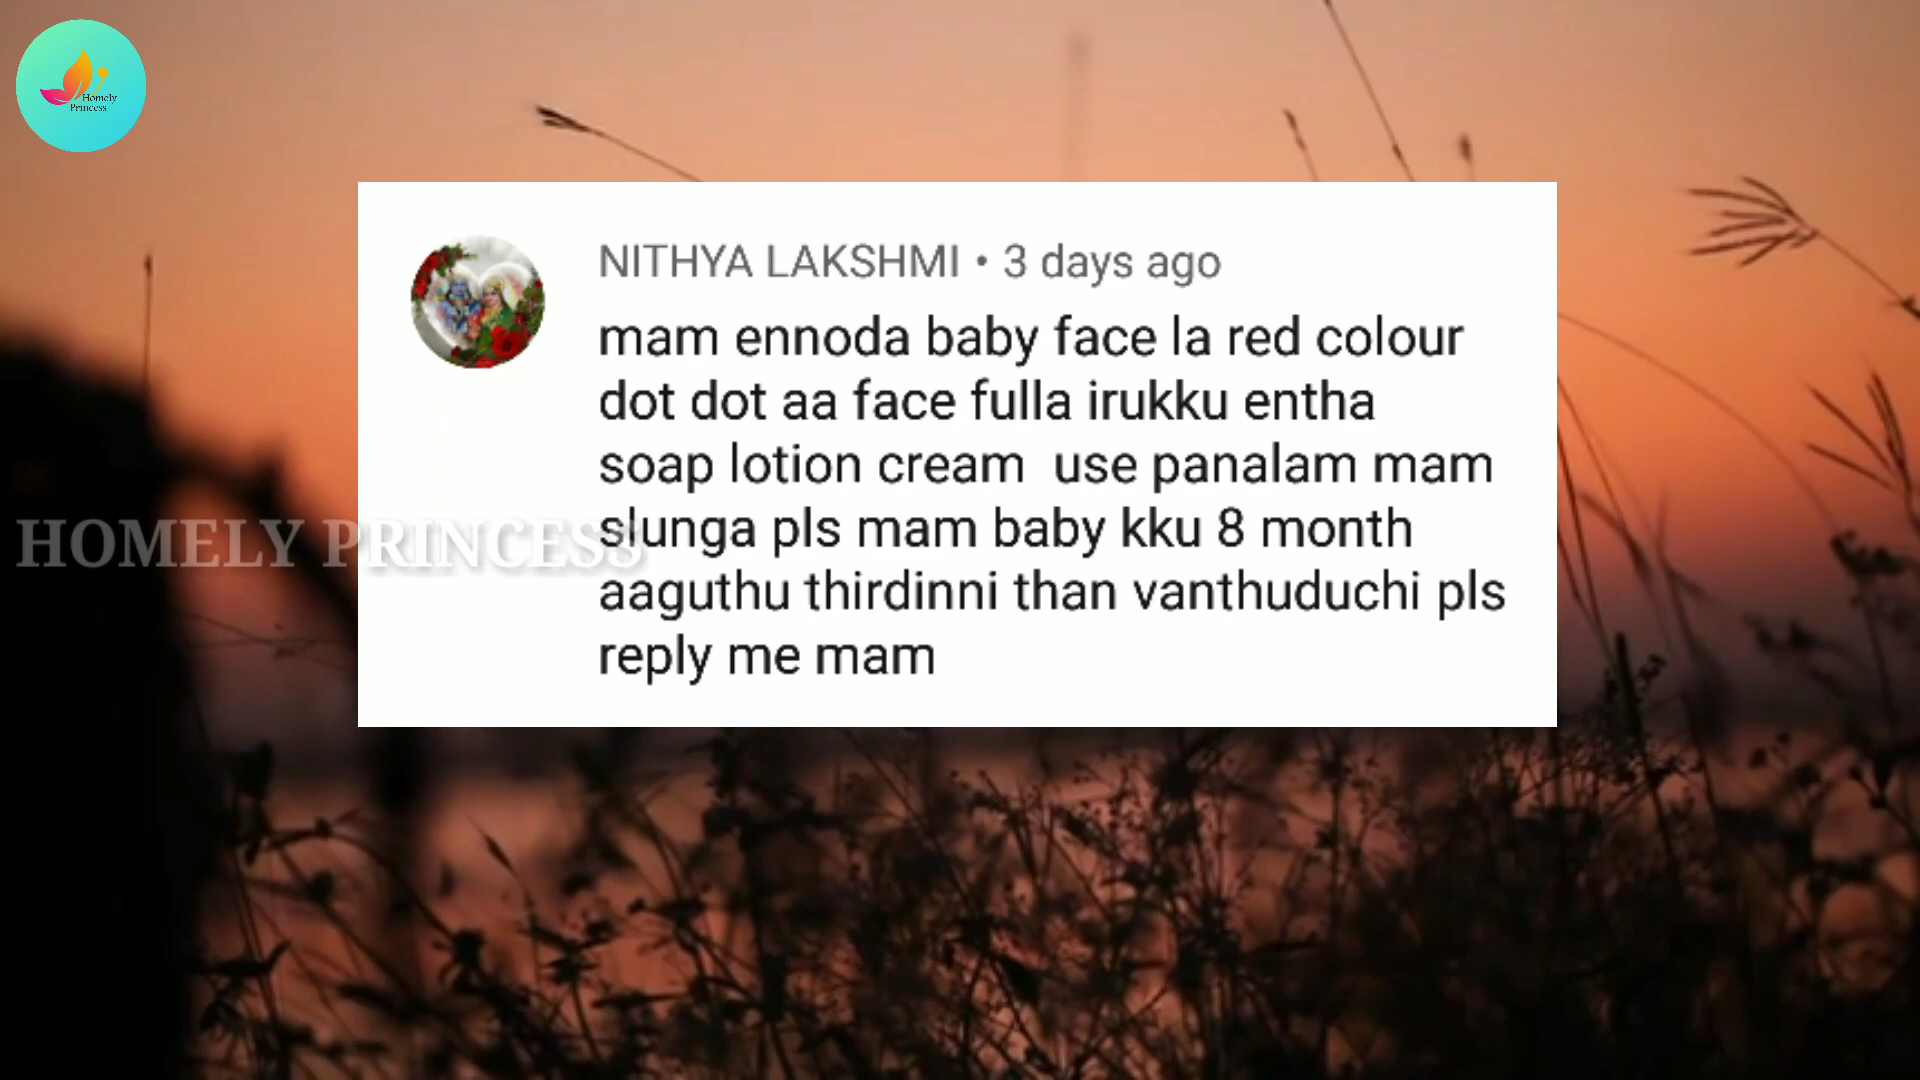 Homely
Princess
NITHYA LAKSHMI • 3 days ago
mam ennoda baby face la red colour
dot dot aa face fulla irukku entha
soap lotion cream  use panalam mam
slunga pls mam baby kku 8 month
HOMELY PRINCESS
aaguthu thirdinni than vanthuduchi pls
reply me mam